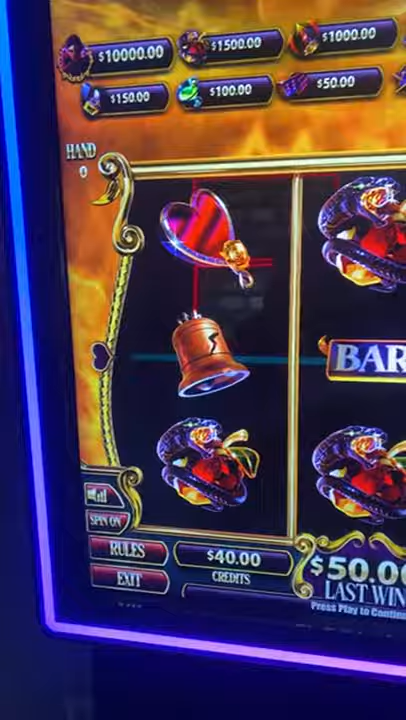 $10000.00
$1500.00
$1000.00
$150.00
$100.00
$50.00
HAND
0
BAR
SPIN ON
RULES
$40.00
EXIT
CREDITS
$50.00
LAST WIN
Press Play to Continu